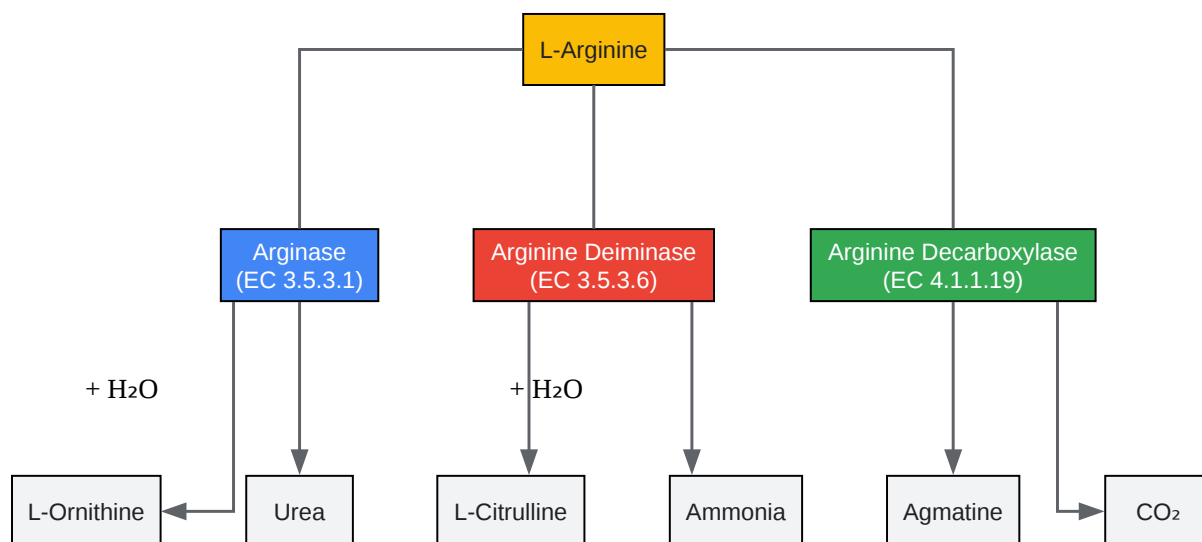 L-Arginine
Arginase
(EC 3.5.3.1)
Arginine Deiminase
(EC 3.5.3.6)
Arginine Decarboxylase
(EC 4.1.1.19)
+ H₂O
+ H₂O
L-Ornithine
Urea
L-Citrulline
Ammonia
Agmatine
CO₂